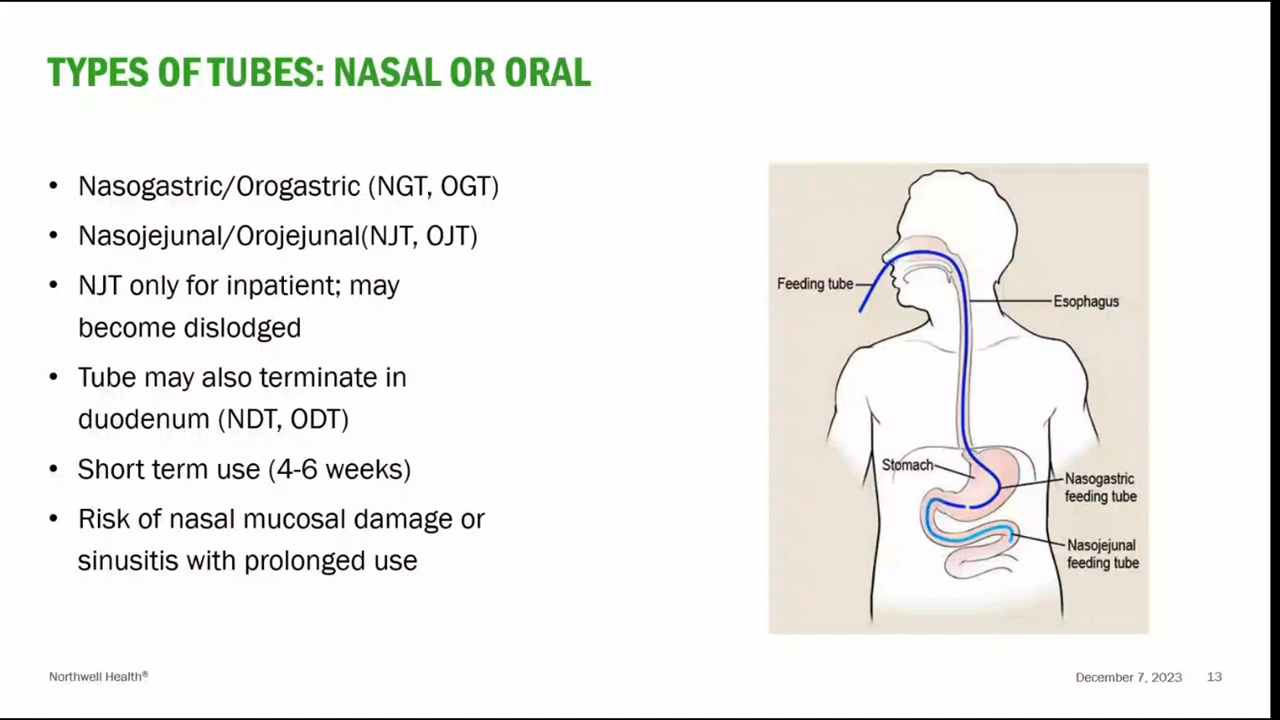 TYPES OF TUBES: NASAL OR ORAL
• Nasogastric/Orogastric (NGT, OGT)
• Nasojejunal/Orojejunal(NJT, OJT)
• NJT only for inpatient; may
become dislodged
• Tube may also terminate in
duodenum (NDT, ODT)
• Short term use (4-6 weeks)
• Risk of nasal mucosal damage or
sinusitis with prolonged use
Feeding tube
Esophagus
Stomach
Nasogastric
feeding tube
Nasojejunal
feeding tube
Northwell Health®
December 7, 2023 13